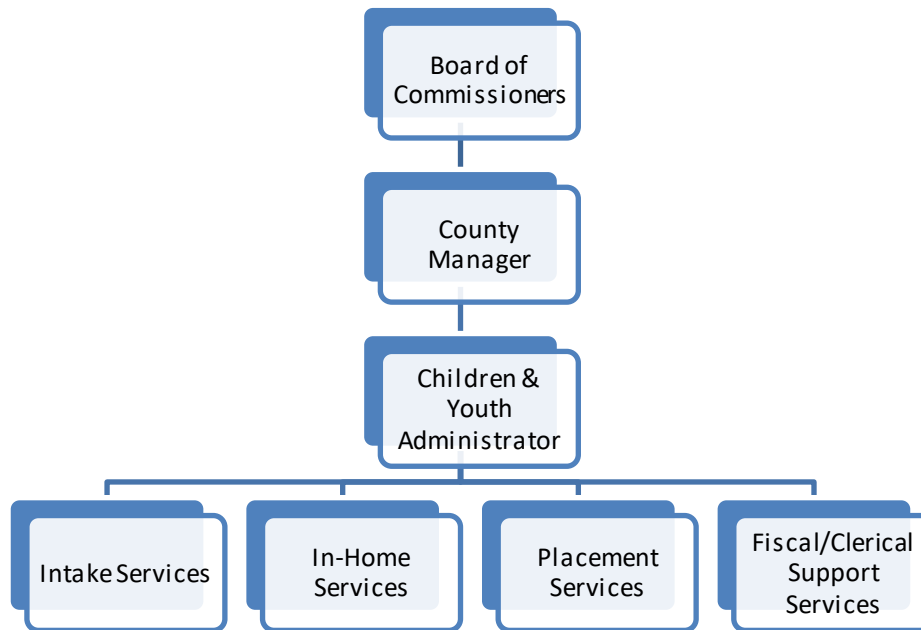 Board of
Commissioners
County
Manager
Children &
Youth
Administrator
Intake Services
In-Home
Services
Placement
Services
Fiscal/Clerical
Support
Services